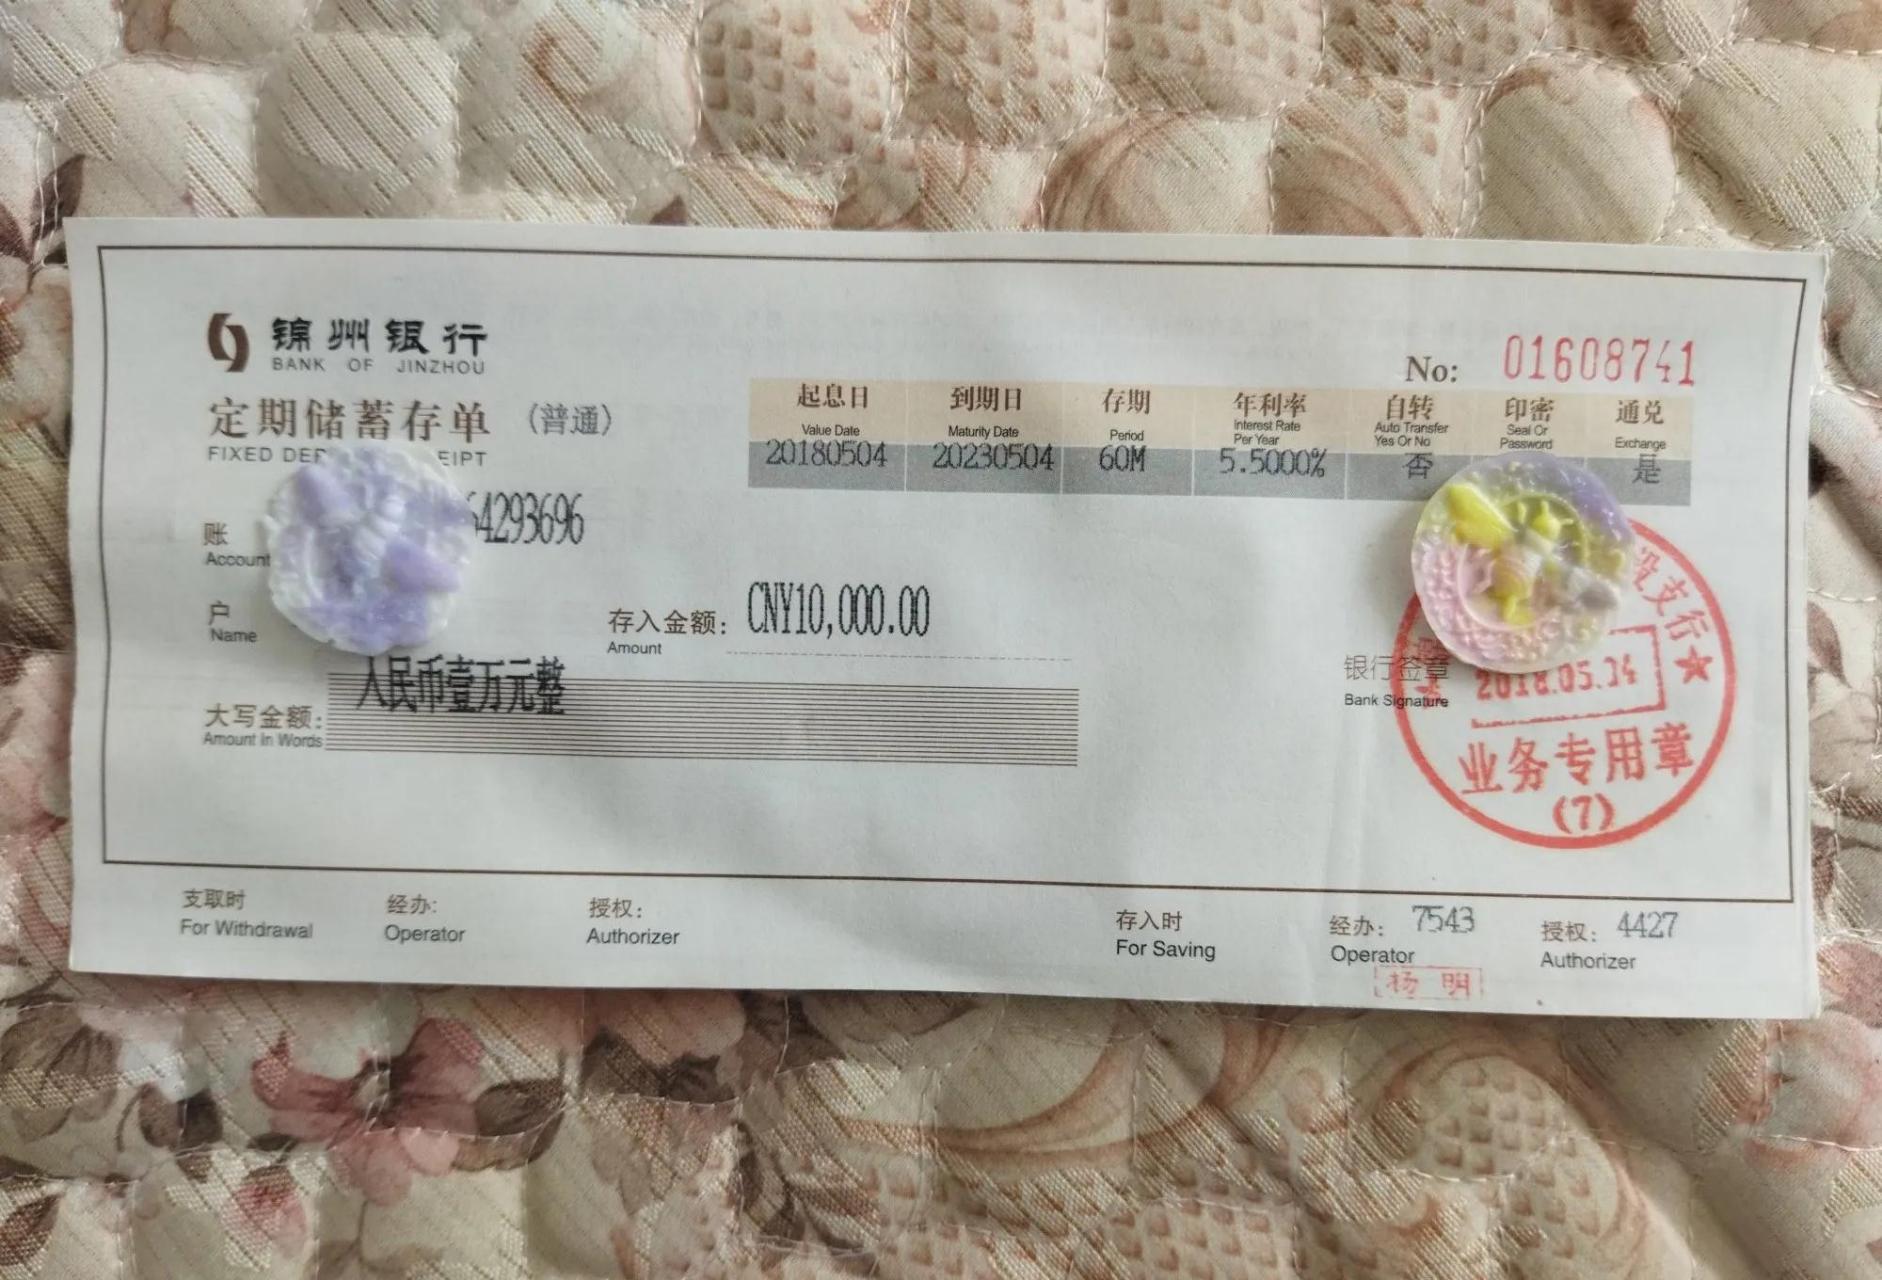 锦州银行
BANK OF JINZHOU
定期储蓄存单 (普通)
FIXED DEP EIPT
No: 01608741
起息日 到期日 存期 年利率 自转 印密 通兑
Value Date Maturity Date Period Interest Rate Per Year Auto Transfer Yes Or No Seal Or Password Exchange
20180504 20230504 60M 5.5000% 否 是
账 64293696
Account
户
Name
存入金额: CNY10,000.00
Amount
人民币壹万元整
大写金额:
Amount In Words
银行签章
Bank Signature
支行
业务专用章
(7)
支取时 经办: 授权:
For Withdrawal Operator Authorizer
存入时 经办: 7543 授权: 4427
For Saving Operator Authorizer
杨明